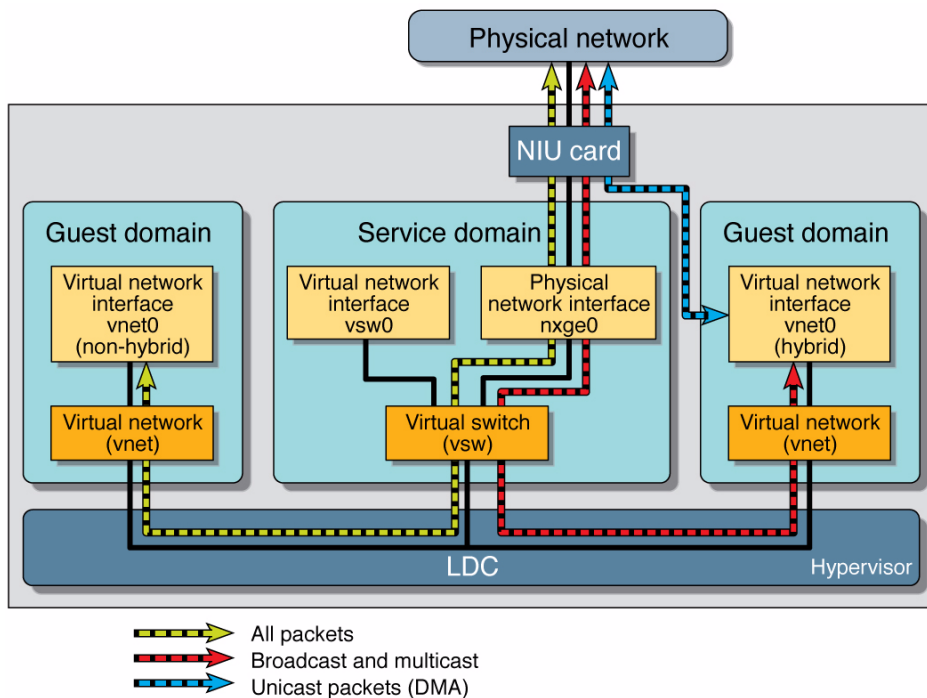 Physical network
NIU card
Guest domain
Virtual network
interface
vnet0
(non-hybrid)
Virtual network
(vnet)
Service domain
Virtual network
interface
vsw0
Physical
network interface
nxge0
Virtual switch
(vsw)
Guest domain
Virtual network
interface
vnet0
(hybrid)
Virtual network
(vnet)
LDC
Hypervisor
All packets
Broadcast and multicast
Unicast packets (DMA)